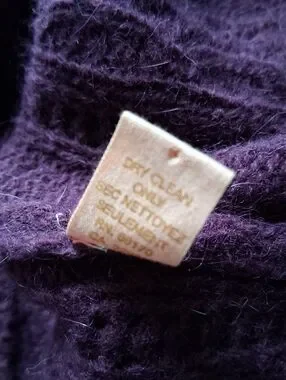 DRY CLEAN
ONLY
SEC NETTOYEZ
SEULEMENT